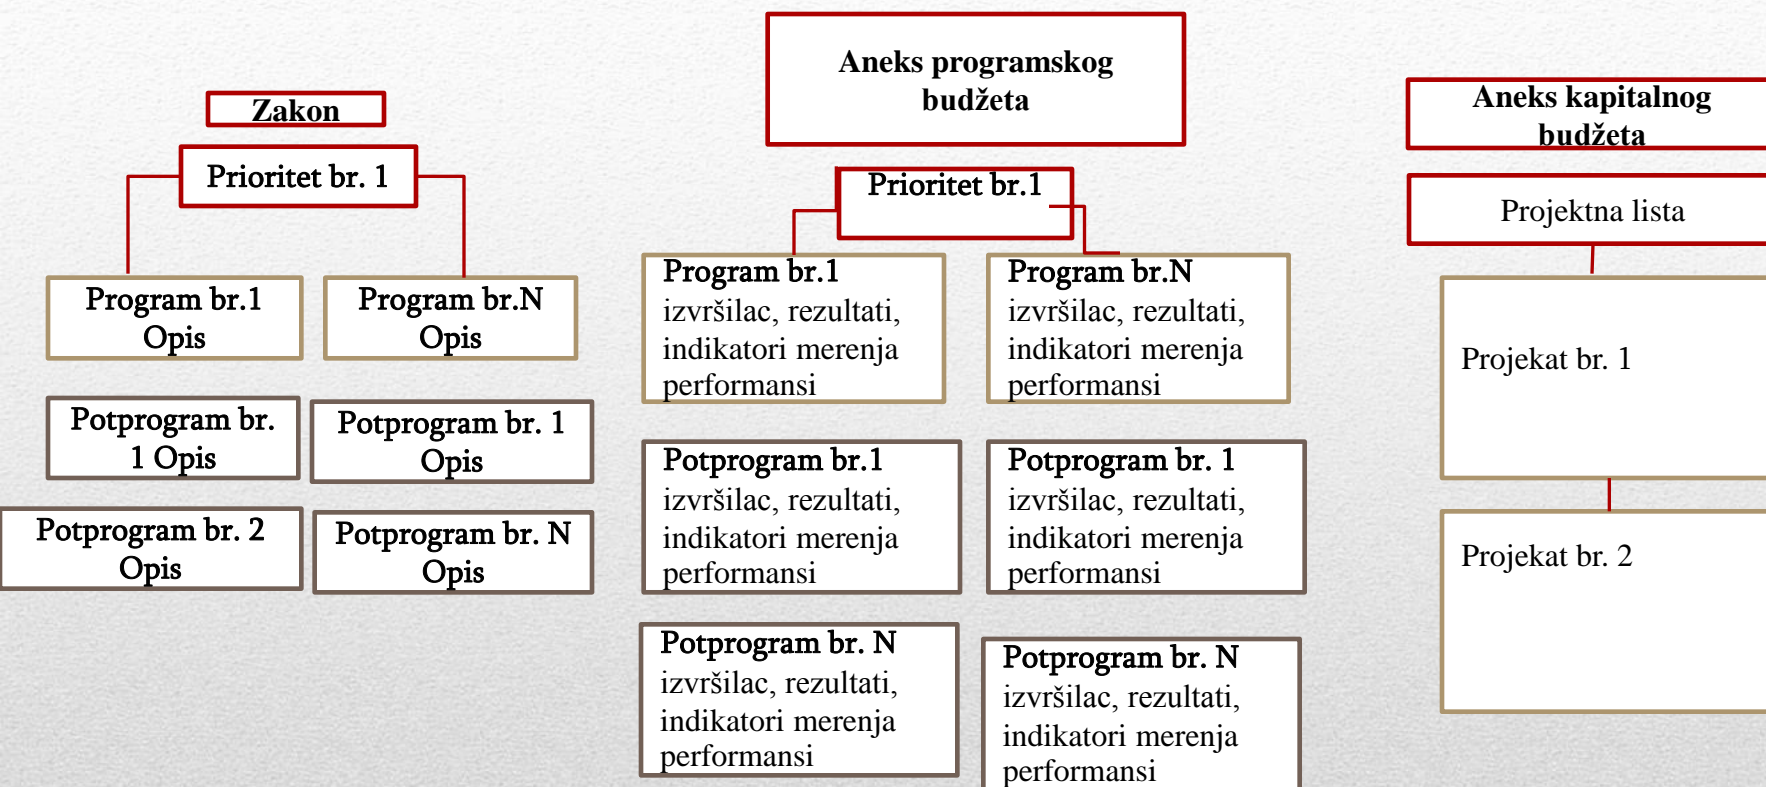 Zakon
Prioritet br. 1
Program br.1
Opis
Program br.N
Opis
Potprogram br.
1 Opis
Potprogram br. 1
Opis
Potprogram br. 2
Opis
Potprogram br. N
Opis
Aneks programskog
budžeta
Prioritet br.1
Program br.1
izvršilac, rezultati,
indikatori merenja
performansi
Program br.N
izvršilac, rezultati,
indikatori merenja
performansi
Potprogram br.1
izvršilac, rezultati,
indikatori merenja
performansi
Potprogram br. 1
izvršilac, rezultati,
indikatori merenja
performansi
Potprogram br. N
izvršilac, rezultati,
indikatori merenja
performansi
Potprogram br. N
izvršilac, rezultati,
indikatori merenja
performansi
Aneks kapitalnog
budžeta
Projektna lista
Projekat br. 1
Projekat br. 2